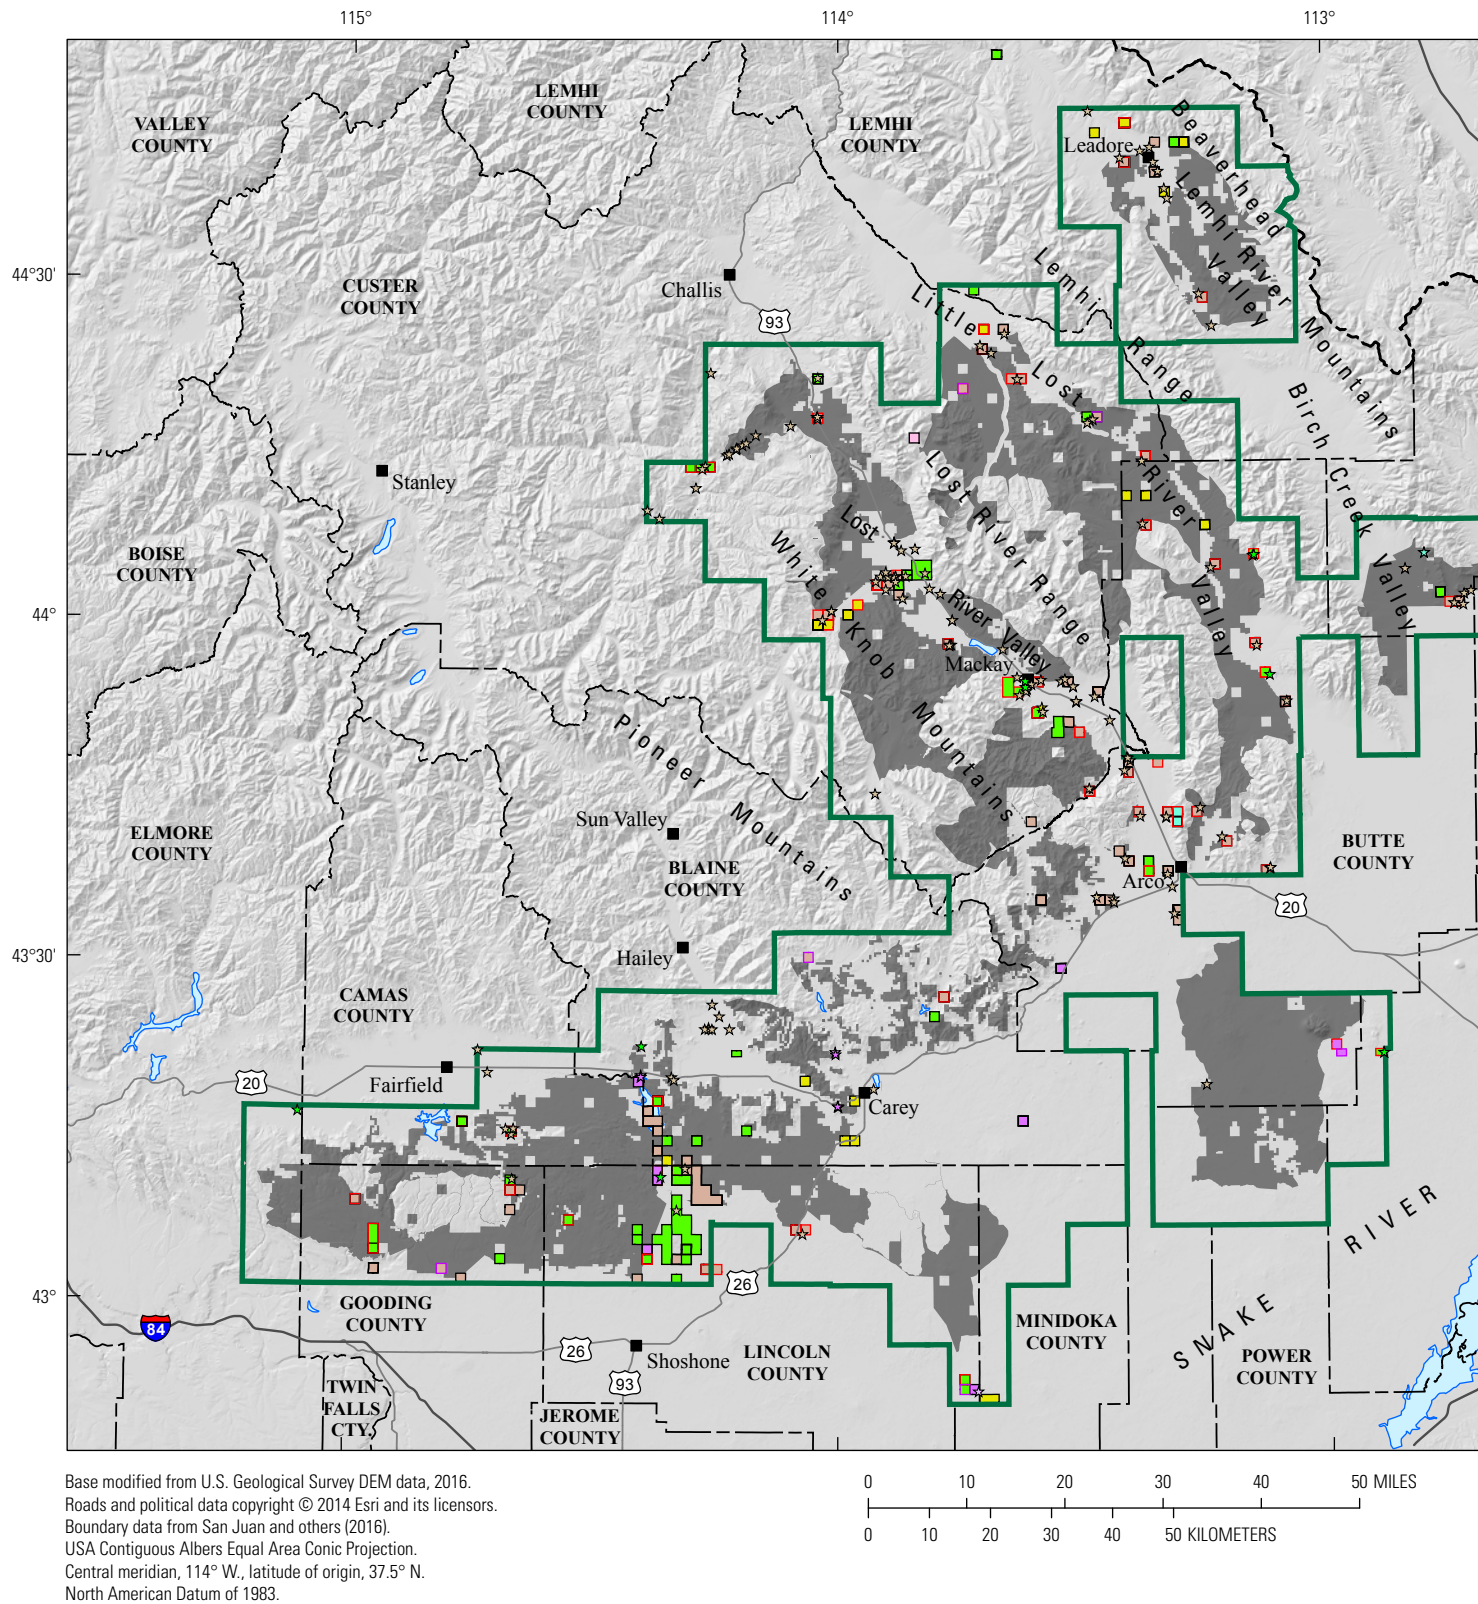 115°
114°
113°
LEMHI
COUNTY
VALLEY
COUNTY
LEMHI
COUNTY
Beaverhead
Mountains
Leadore
Lemhi River
Valley
44°30'
Challis
CUSTER
COUNTY
Lemhi
Range
Little
Lost
River
Valley
93
Birch Creek
Valley
Stanley
Lost River Range
Lost
River Valley
White
Knob
Mountains
BOISE
COUNTY
44°
Mackay
Pioneer
Mountains
Sun Valley
ELMORE
COUNTY
BLAINE
COUNTY
BUTTE
COUNTY
Arco
20
Hailey
43°30'
CAMAS
COUNTY
20
Fairfield
Carey
SNAKE
RIVER
43°
26
GOODING
COUNTY
84
26
Shoshone
LINCOLN
COUNTY
MINIDOKA
COUNTY
POWER
COUNTY
93
TWIN
FALLS
CTY
JEROME
COUNTY
Base modified from U.S. Geological Survey DEM data, 2016.
Roads and political data copyright © 2014 Esri and its licensors.
Boundary data from San Juan and others (2016).
USA Contiguous Albers Equal Area Conic Projection.
Central meridian, 114° W., latitude of origin, 37.5° N.
North American Datum of 1983.
0 10 20 30 40 50 MILES
0 10 20 30 40 50 KILOMETERS